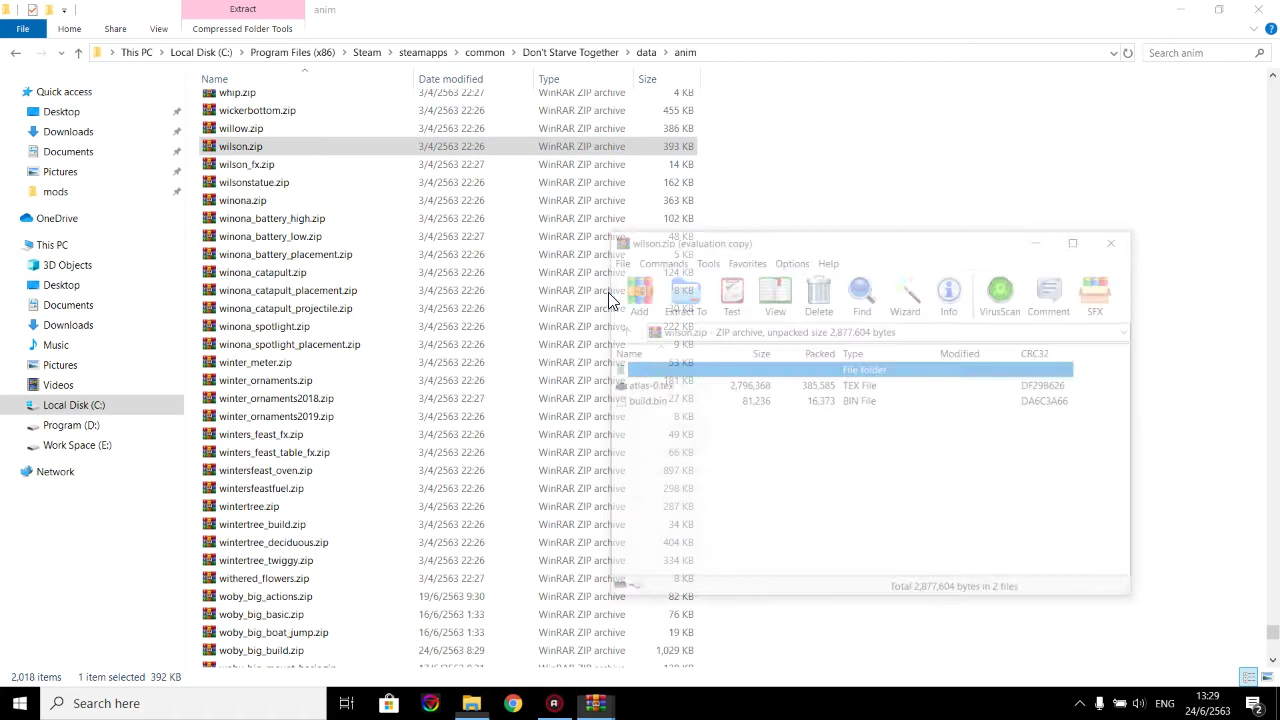 Extract
anim
File
Home
Share
View
Compressed Folder Tools
This PC
Local Disk (C:)
Program Files (x86)
Steam
steamapps
common
Don't Starve Together
data
anim
Search anim
Name
Date modified
Type
Size
Quick access
Desktop
Downloads
Documents
Pictures
mods
OneDrive
This PC
3D Objects
Desktop
Documents
Downloads
Music
Pictures
Videos
Local Disk (C:)
Program (D:)
Work Space (E:)
Network
whip.zip 3/4/2563 22:27 WinRAR ZIP archive 4 KB
wickerbottom.zip 3/4/2563 22:26 WinRAR ZIP archive 455 KB
willow.zip 3/4/2563 22:26 WinRAR ZIP archive 386 KB
wilson.zip 3/4/2563 22:26 WinRAR ZIP archive 393 KB
wilson_fx.zip 3/4/2563 22:27 WinRAR ZIP archive 14 KB
wilsonstatue.zip 3/4/2563 22:26 WinRAR ZIP archive 162 KB
winona.zip 3/4/2563 22:26 WinRAR ZIP archive 363 KB
winona_battery_high.zip 3/4/2563 22:26 WinRAR ZIP archive 102 KB
winona_battery_low.zip 3/4/2563 22:26 WinRAR ZIP archive 48 KB
winona_battery_placement.zip 3/4/2563 22:26 WinRAR ZIP archive 5 KB
winona_catapult.zip 3/4/2563 22:26 WinRAR ZIP archive 124 KB
winona_catapult_placement.zip 3/4/2563 22:26 WinRAR ZIP archive 8 KB
winona_catapult_projectile.zip 3/4/2563 22:26 WinRAR ZIP archive
winona_spotlight.zip 3/4/2563 22:26 WinRAR ZIP archive 222 KB
winona_spotlight_placement.zip 3/4/2563 22:26 WinRAR ZIP archive 9 KB
winter_meter.zip 3/4/2563 22:26 WinRAR ZIP archive 53 KB
winter_ornaments.zip 3/4/2563 22:26 WinRAR ZIP archive 181 KB
winter_ornaments2018.zip 3/4/2563 22:27 WinRAR ZIP archive 27 KB
winter_ornaments2019.zip 3/4/2563 22:26 WinRAR ZIP archive 8 KB
winters_feast_fx.zip 3/4/2563 22:26 WinRAR ZIP archive 49 KB
winters_feast_table_fx.zip 3/4/2563 22:26 WinRAR ZIP archive 66 KB
wintersfeast_oven.zip 3/4/2563 22:26 WinRAR ZIP archive 897 KB
wintersfeastfuel.zip 3/4/2563 22:26 WinRAR ZIP archive 298 KB
wintertree.zip 3/4/2563 22:26 WinRAR ZIP archive 287 KB
wintertree_build.zip 3/4/2563 22:26 WinRAR ZIP archive 34 KB
wintertree_deciduous.zip 3/4/2563 22:26 WinRAR ZIP archive 404 KB
wintertree_twiggy.zip 3/4/2563 22:26 WinRAR ZIP archive 334 KB
withered_flowers.zip 3/4/2563 22:27 WinRAR ZIP archive 8 KB
woby_big_actions.zip 19/6/2563 9:30 WinRAR ZIP archive 82 KB
woby_big_basic.zip 16/6/2563 1:33 WinRAR ZIP archive 76 KB
woby_big_boat_jump.zip 16/6/2563 1:33 WinRAR ZIP archive 19 KB
woby_big_build.zip 24/6/2563 8:29 WinRAR ZIP archive 1,029 KB
wilson.zip (evaluation copy)
File Commands Tools Favorites Options Help
Add
Extract To
Test
View
Delete
Find
Wizard
Info
VirusScan
Comment
SFX
wilson.zip - ZIP archive, unpacked size 2,877,604 bytes
Name Size Packed Type Modified CRC32
File folder
atlas-0.tex 2,796,368 385,585 TEX File DF298626
build.bin 81,236 16,373 BIN File DA6C3A66
Total 2,877,604 bytes in 2 files
2,018 items
1 item selected 392 KB
Search here
ENG
13:29
24/6/2563
2